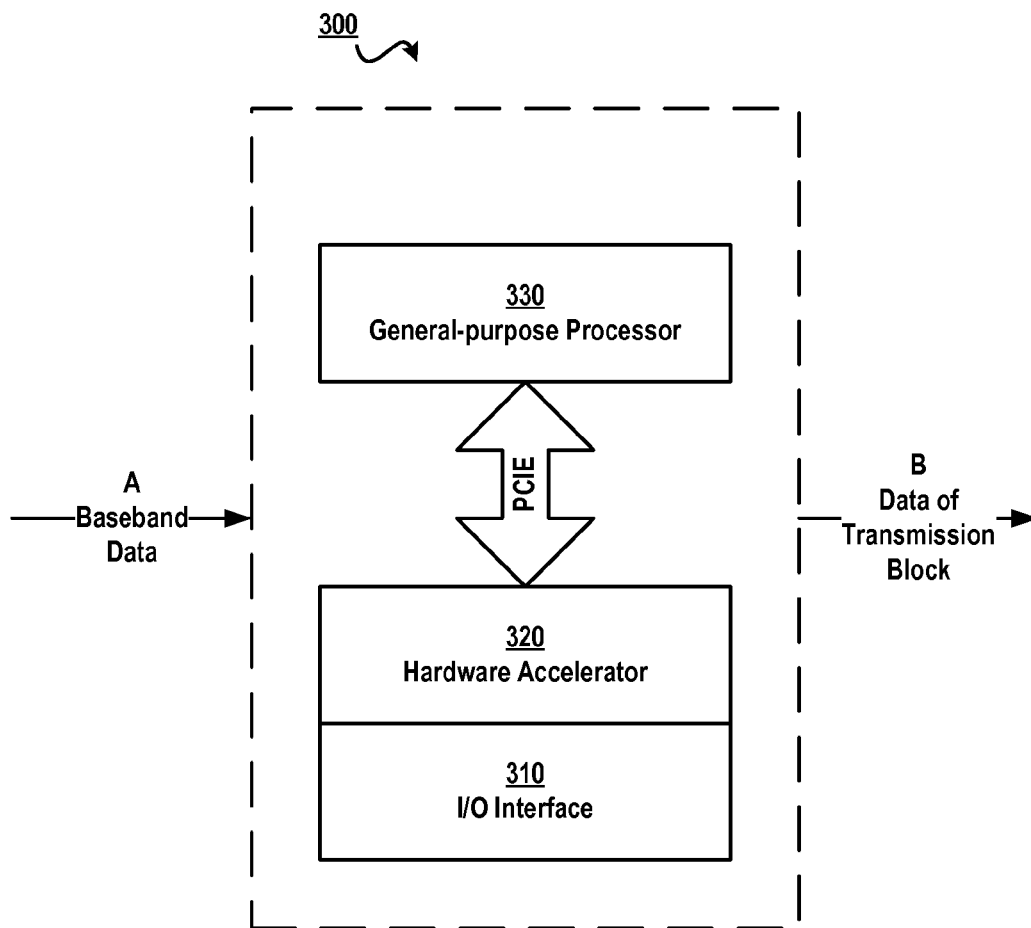 300
330
General-purpose Processor
PCIE
A
Baseband
Data
B
Data of
Transmission
Block
320
Hardware Accelerator
310
I/O Interface